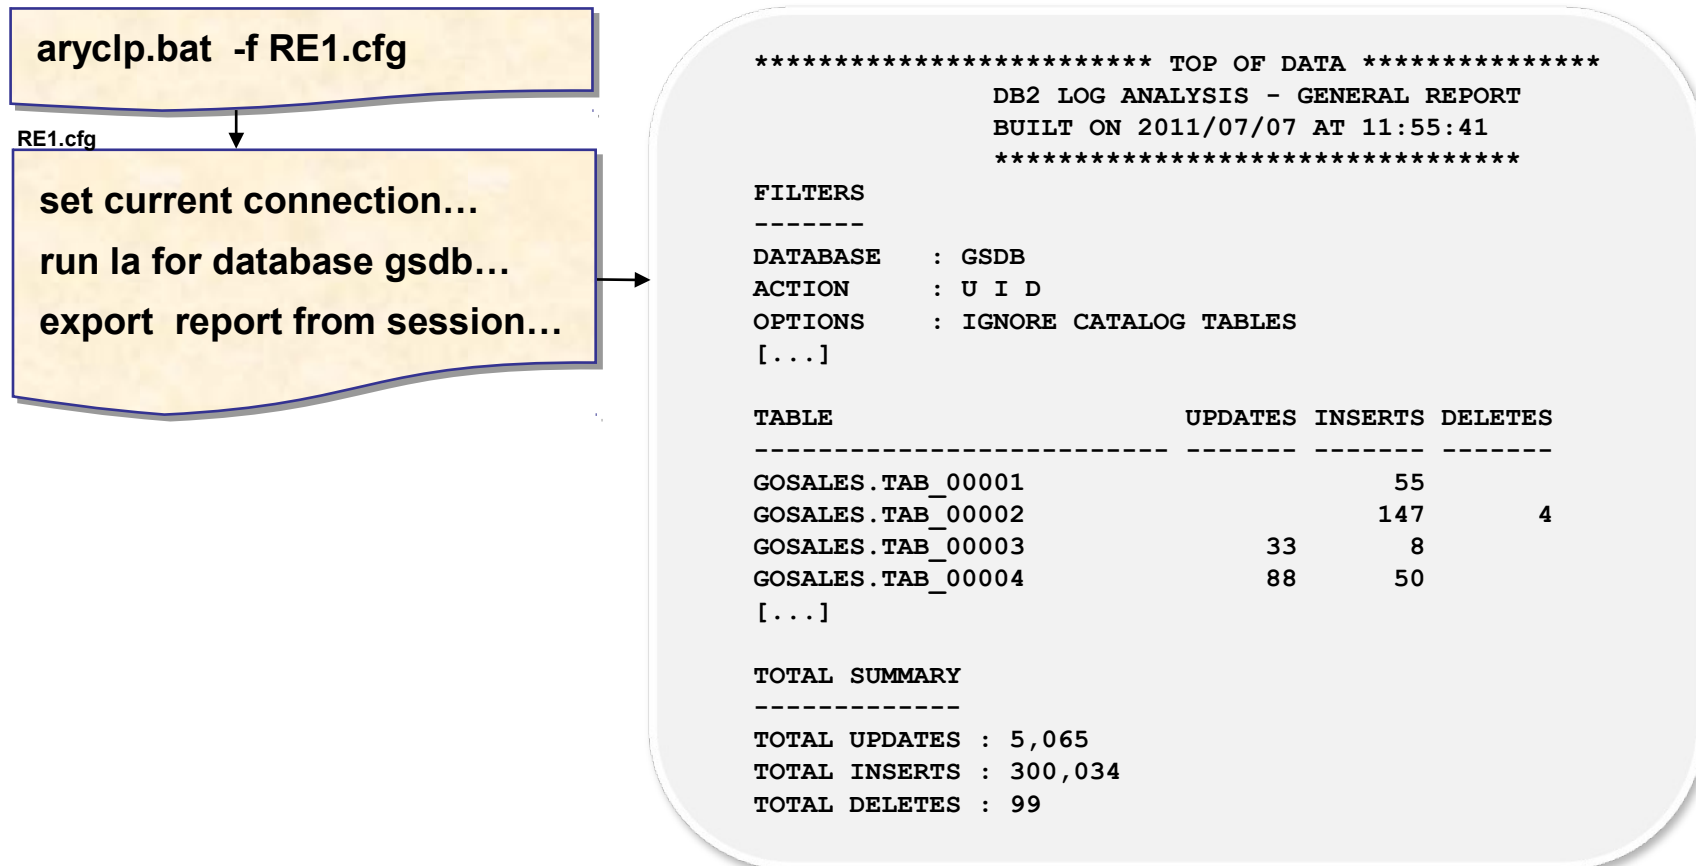 aryclp.bat -f RE1.cfg
RE1.cfg
set current connection…
run la for database gsdb…
export report from session…
************************* TOP OF DATA ***************
DB2 LOG ANALYSIS – GENERAL REPORT
BUILT ON 2011/07/07 AT 11:55:41
*********************************
FILTERS
-------
DATABASE   : GSDB
ACTION     : U I D
OPTIONS    : IGNORE CATALOG TABLES
[...]
TABLE                      UPDATES INSERTS DELETES
-------------------------- ------- ------- -------
GOSALES.TAB_00001                       55
GOSALES.TAB_00002                      147       4
GOSALES.TAB_00003               33       8
GOSALES.TAB_00004               88      50
[...]
TOTAL SUMMARY
-------------
TOTAL UPDATES : 5,065
TOTAL INSERTS : 300,034
TOTAL DELETES : 99